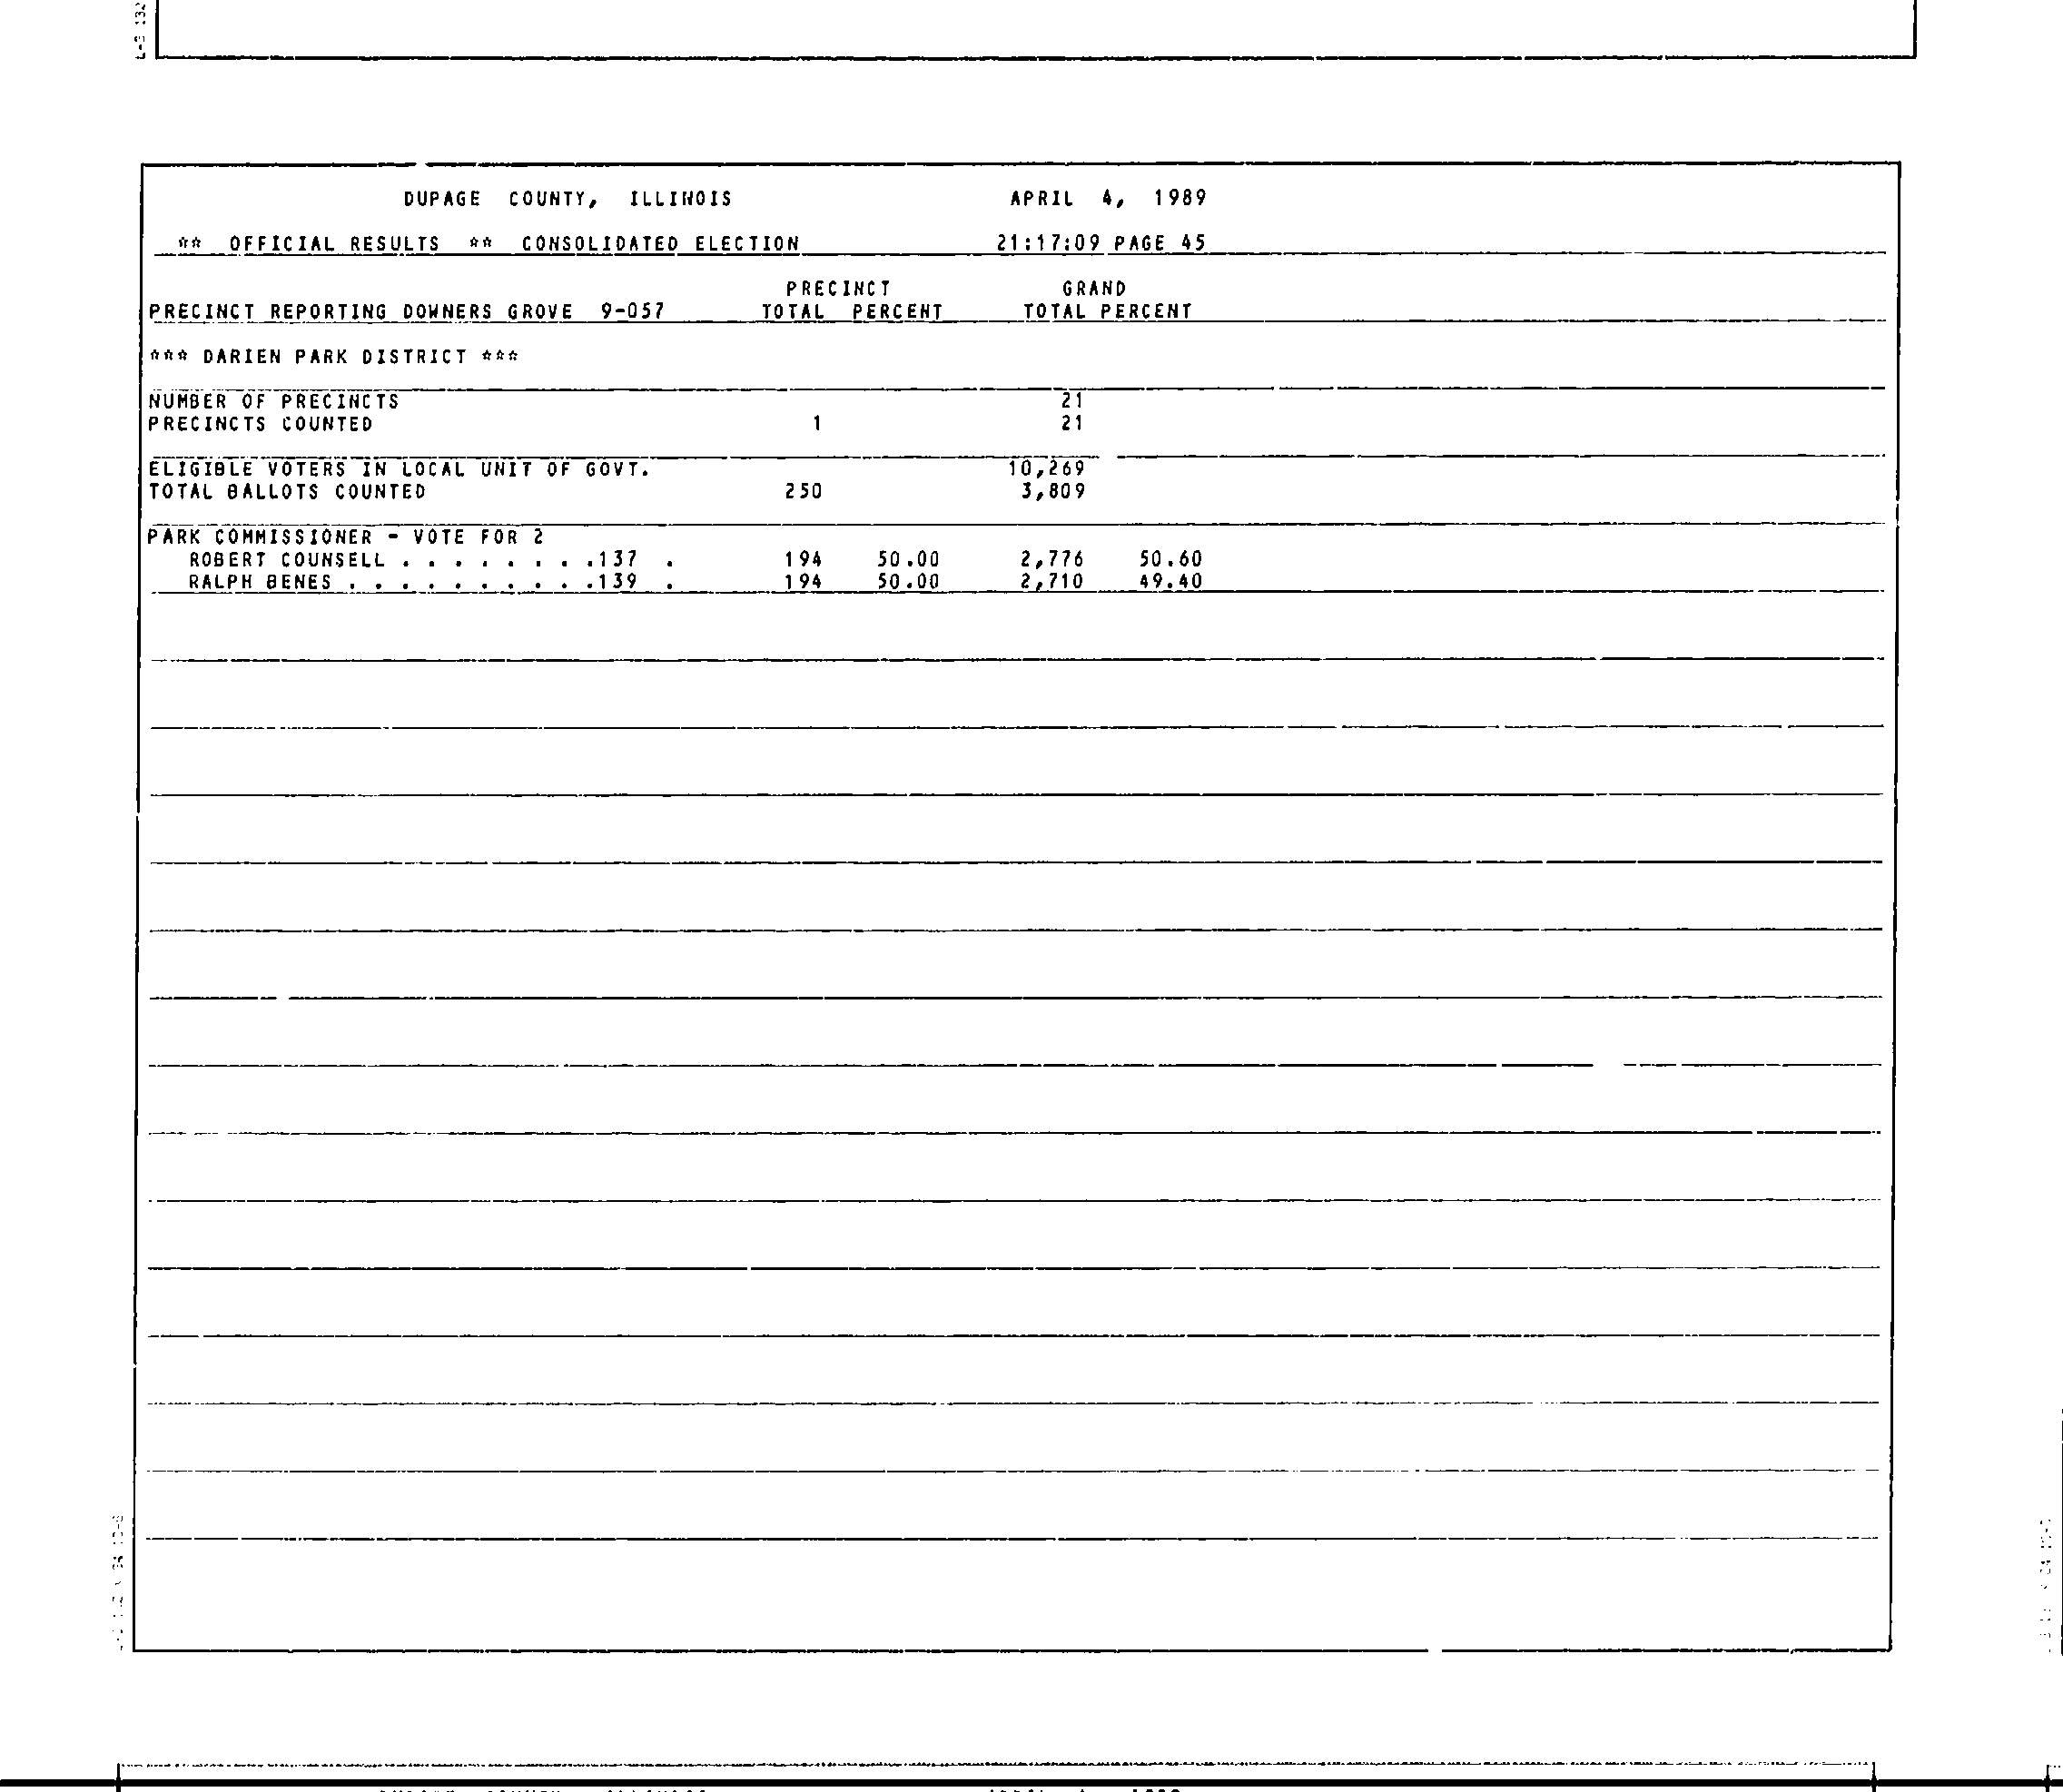 DUPAGE COUNTY, ILLINOIS APRIL 4, 1989
** OFFICIAL RESULTS ** CONSOLIDATED ELECTION 21:17:09 PAGE 45
PRECINCT GRAND
PRECINCT REPORTING DOWNERS GROVE 9-057 TOTAL PERCENT TOTAL PERCENT
*** DARIEN PARK DISTRICT ***
NUMBER OF PRECINCTS 21
PRECINCTS COUNTED 1 21
ELIGIBLE VOTERS IN LOCAL UNIT OF GOVT. 10,269
TOTAL BALLOTS COUNTED 250 3,809
PARK COMMISSIONER - VOTE FOR 2
ROBERT COUNSELL . . . . . . . .137 . 194 50.00 2,776 50.60
RALPH BENES . . . . . . . . . .139 . 194 50.00 2,710 49.40